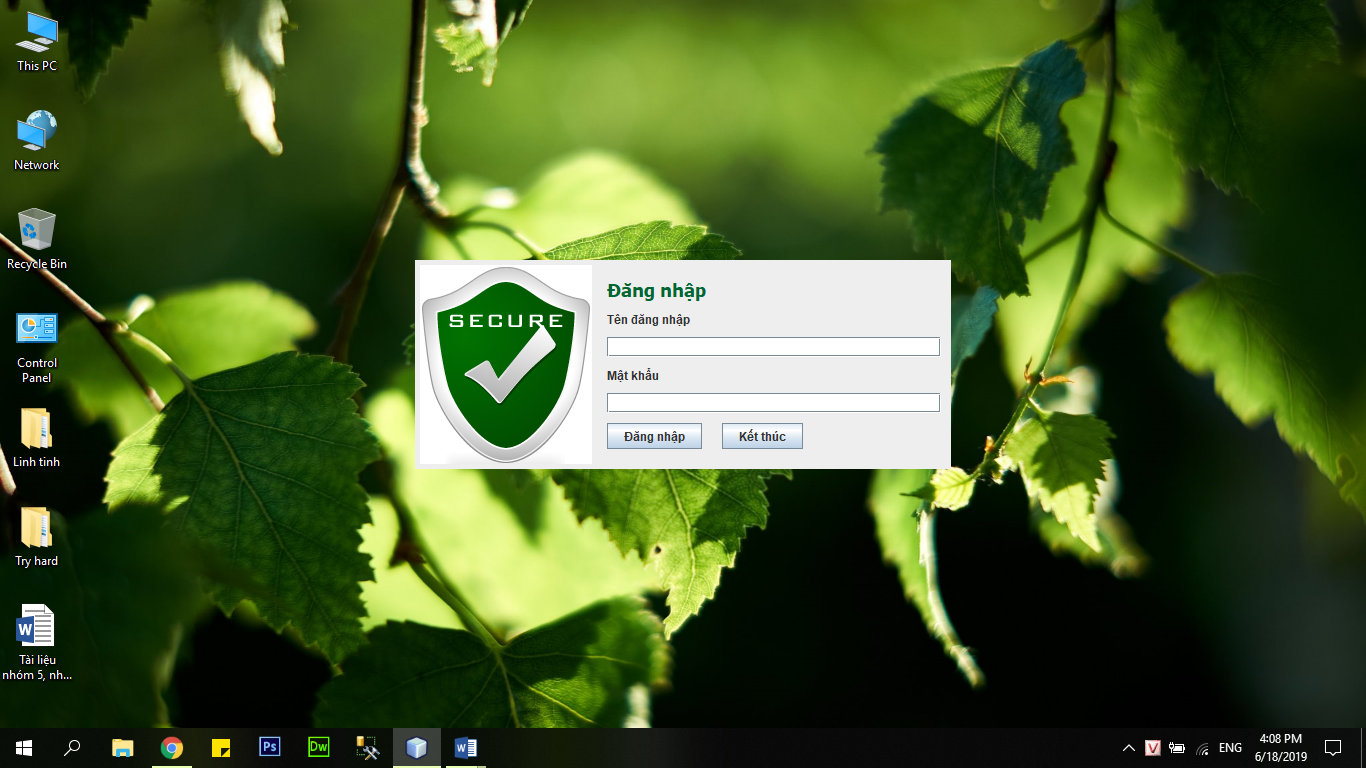 This PC
Network
Recycle Bin
Control
Panel
Linh tinh
Try hard
Tài liệu
nhóm 5, nh...
SECURE
Đăng nhập
Tên đăng nhập
Mật khẩu
Đăng nhập
Kết thúc
Ps
Dw
W
W
V
ENG
4:08 PM
6/18/2019